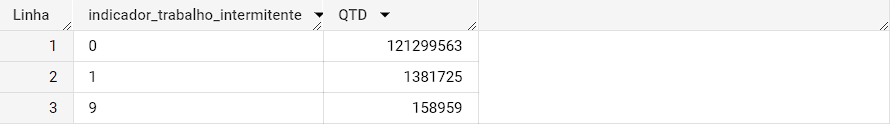 Linha indicador_trabalho_intermitente QTD
1 0 121299563
2 1 1381725
3 9 158959